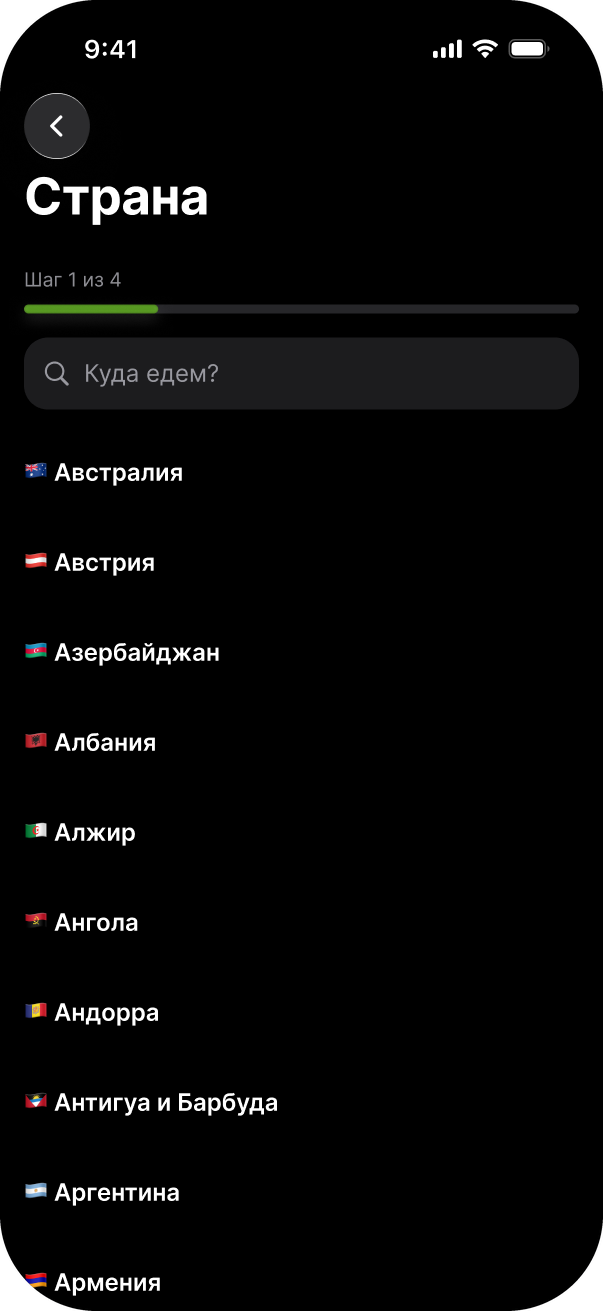 9:41
Страна
Шаг 1 из 4
Куда едем?
Австралия
Австрия
Азербайджан
Албания
Алжир
Ангола
Андорра
Антигуа и Барбуда
Аргентина
Армения